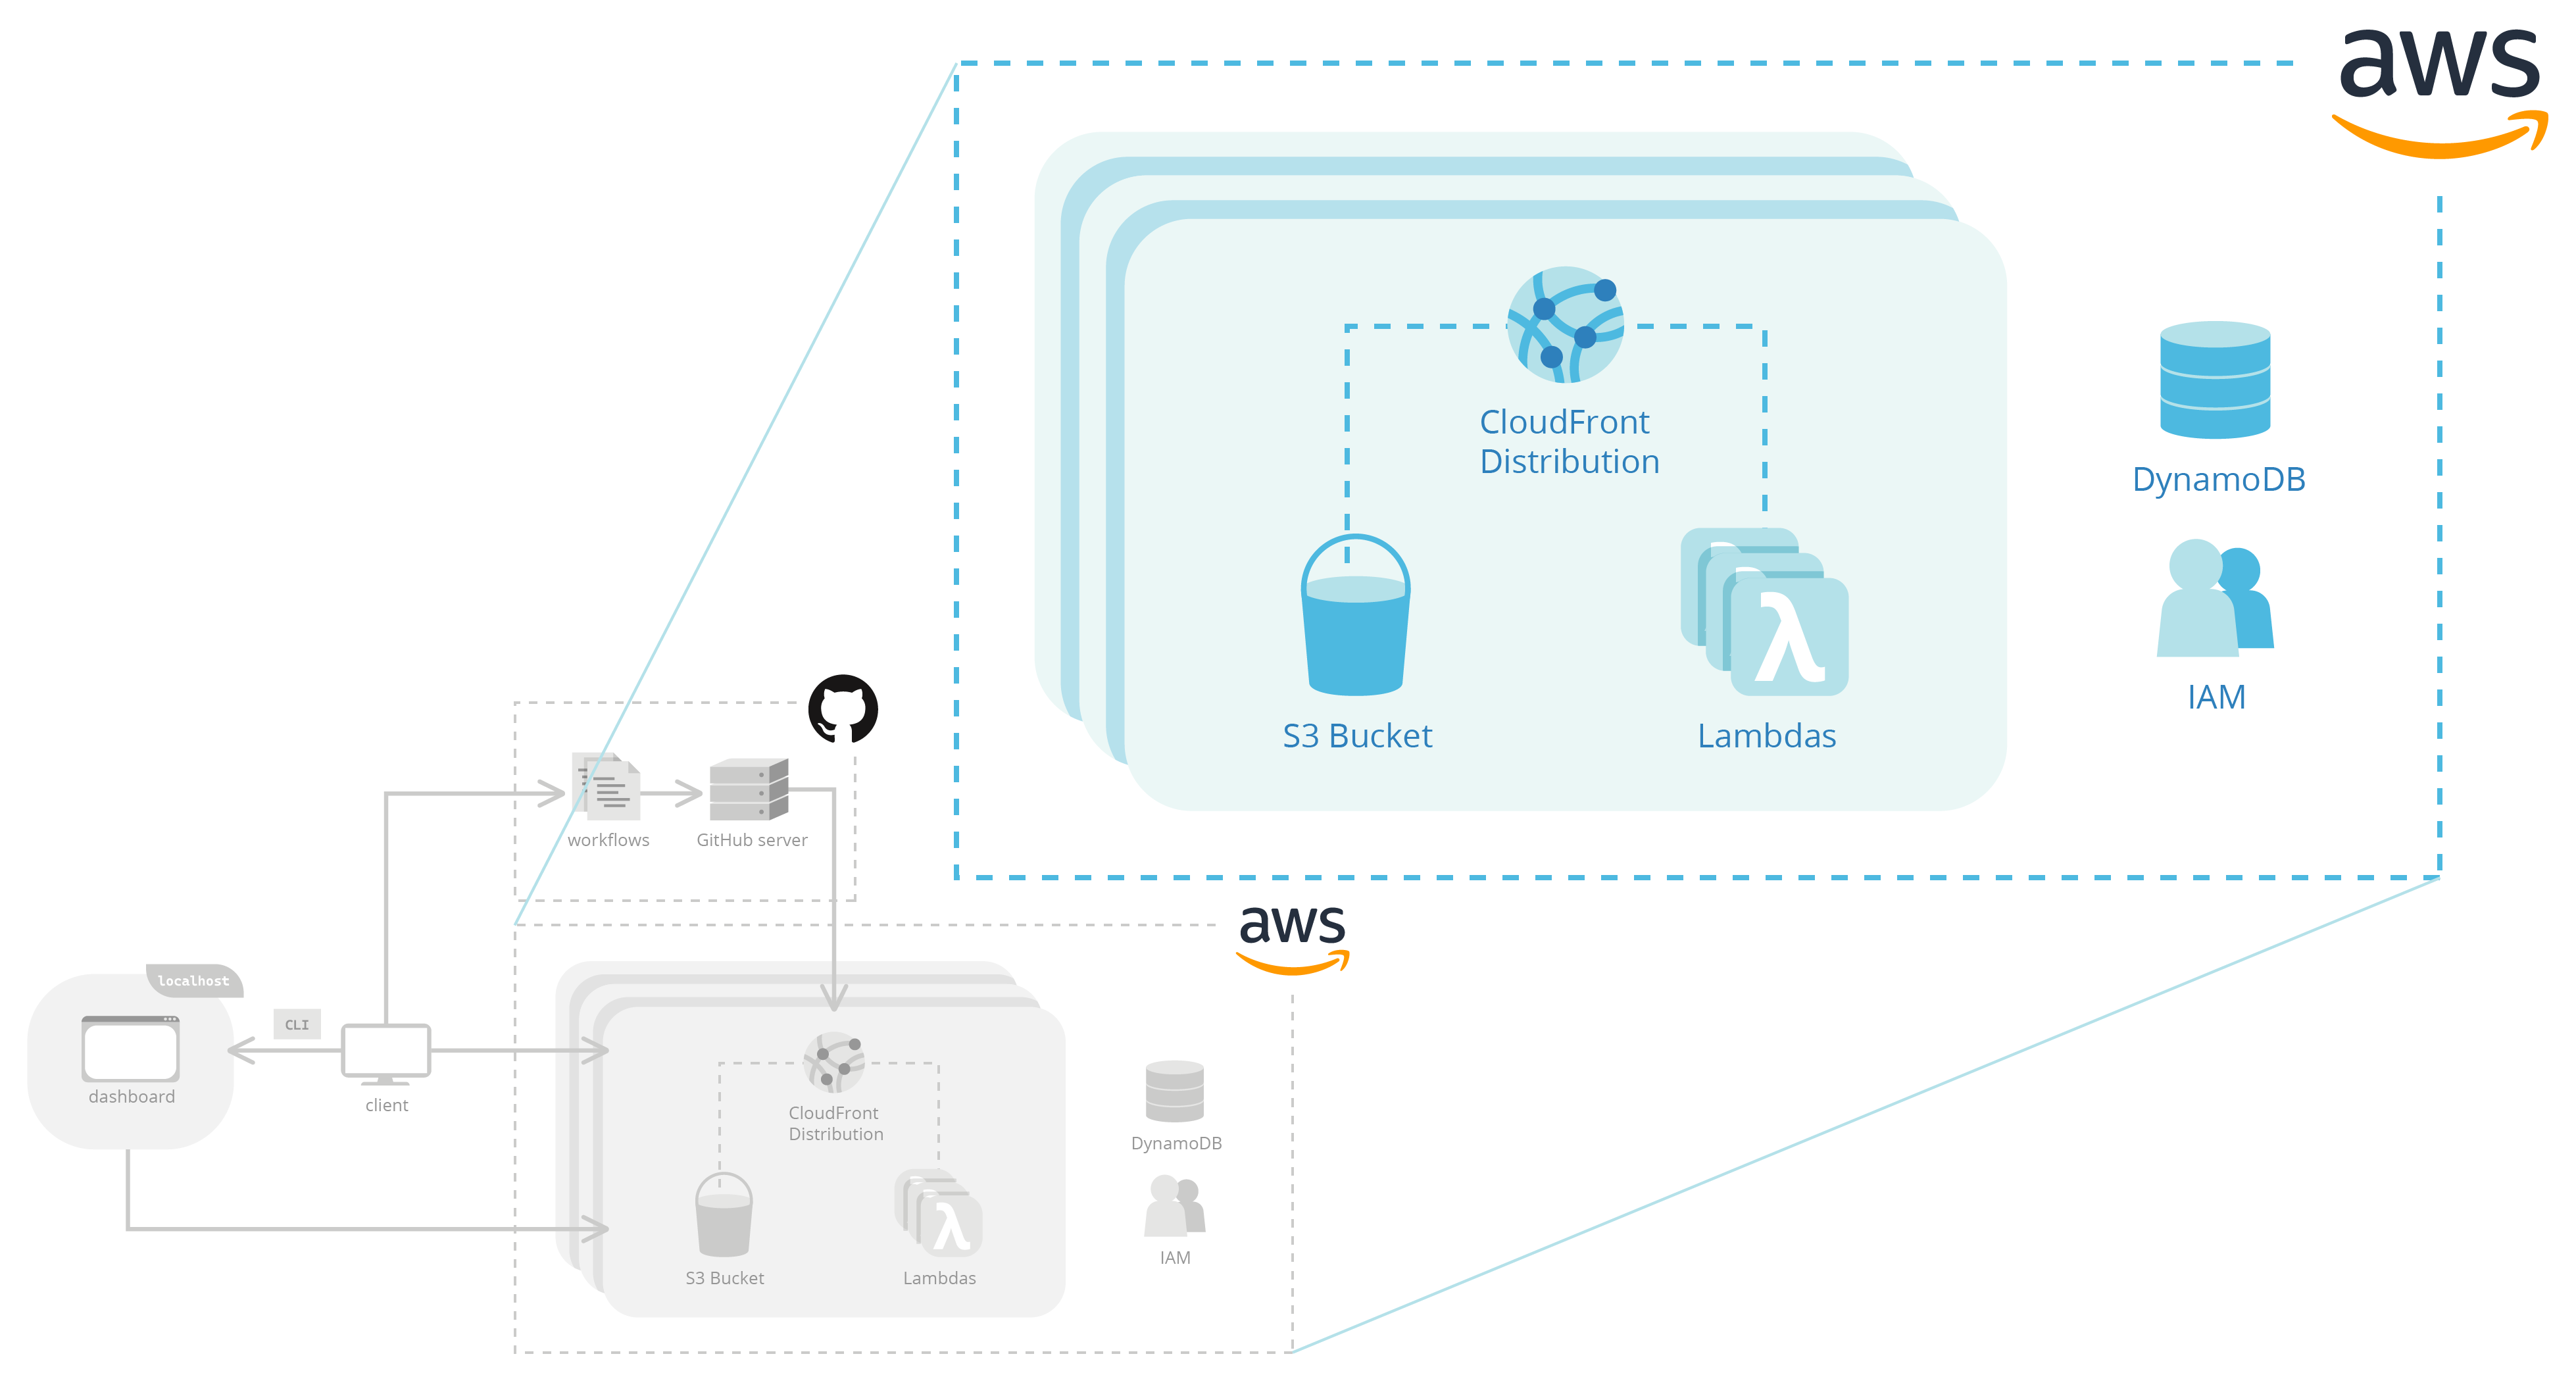 aws
CloudFront
Distribution
S3 Bucket
Lambdas
DynamoDB
IAM
workflows
GitHub server
aws
localhost
CLI
dashboard
client
CloudFront
Distribution
S3 Bucket
Lambdas
DynamoDB
IAM
λ
λ